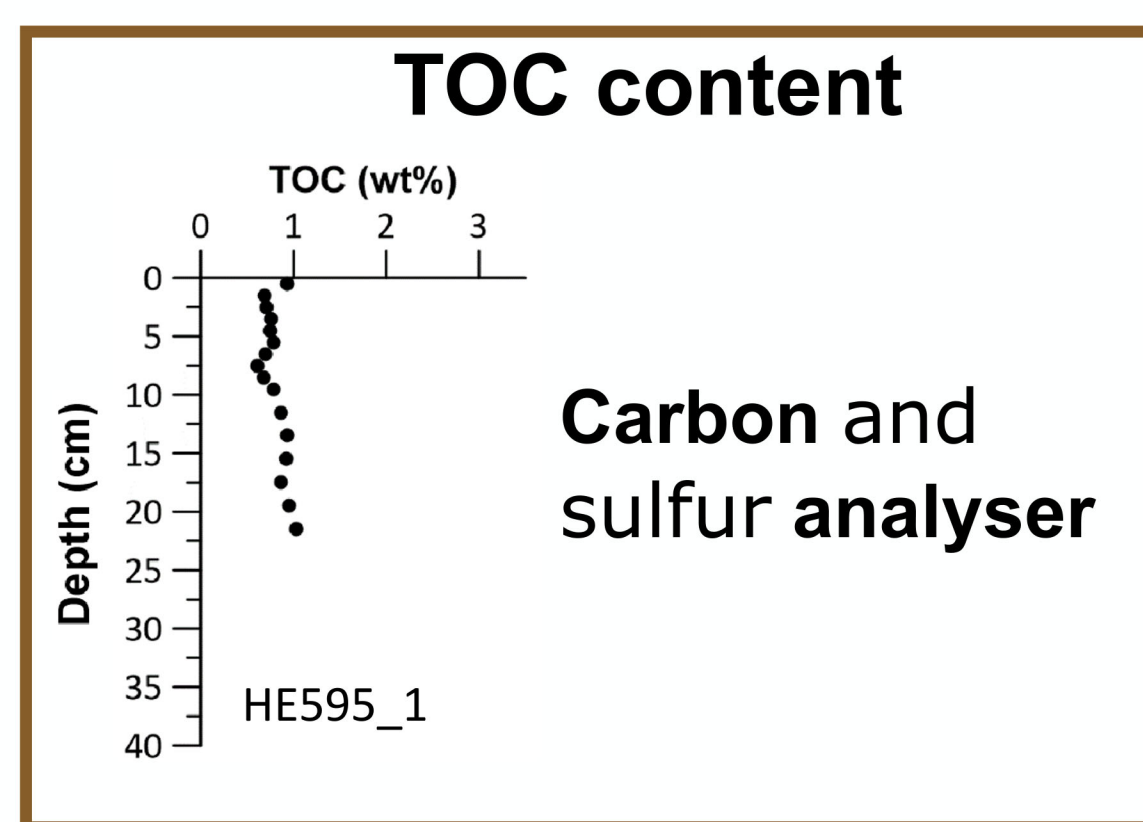 TOC content
TOC (wt%)
0 1 2 3
0
5
10
15
20
25
30
35
40
Depth (cm)
HE595_1
Carbon and
sulfur analyser